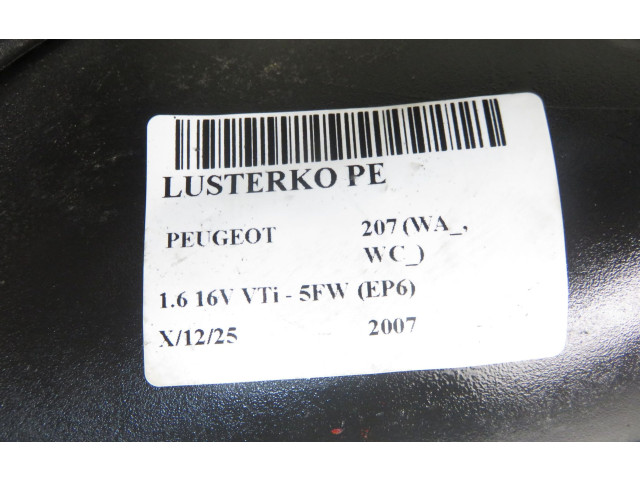 LUSTERKO PE
PEUGEOT 207 (WA_,
WC_)
1.6 16V VTi - 5FW (EP6)
X/12/25 2007